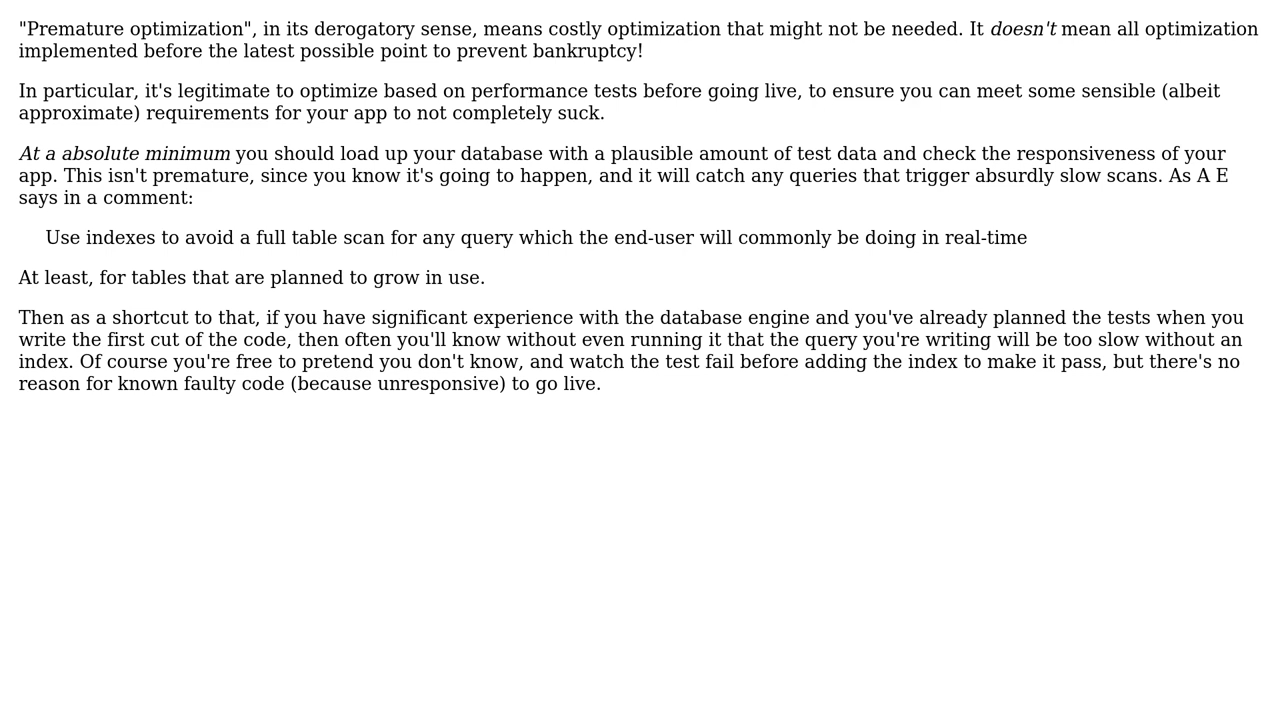 "Premature optimization", in its derogatory sense, means costly optimization that might not be needed. It doesn't mean all optimization
implemented before the latest possible point to prevent bankruptcy!
In particular, it's legitimate to optimize based on performance tests before going live, to ensure you can meet some sensible (albeit
approximate) requirements for your app to not completely suck.
At a absolute minimum you should load up your database with a plausible amount of test data and check the responsiveness of your
app. This isn't premature, since you know it's going to happen, and it will catch any queries that trigger absurdly slow scans. As A E
says in a comment:
Use indexes to avoid a full table scan for any query which the end-user will commonly be doing in real-time
At least, for tables that are planned to grow in use.
Then as a shortcut to that, if you have significant experience with the database engine and you've already planned the tests when you
write the first cut of the code, then often you'll know without even running it that the query you're writing will be too slow without an
index. Of course you're free to pretend you don't know, and watch the test fail before adding the index to make it pass, but there's no
reason for known faulty code (because unresponsive) to go live.